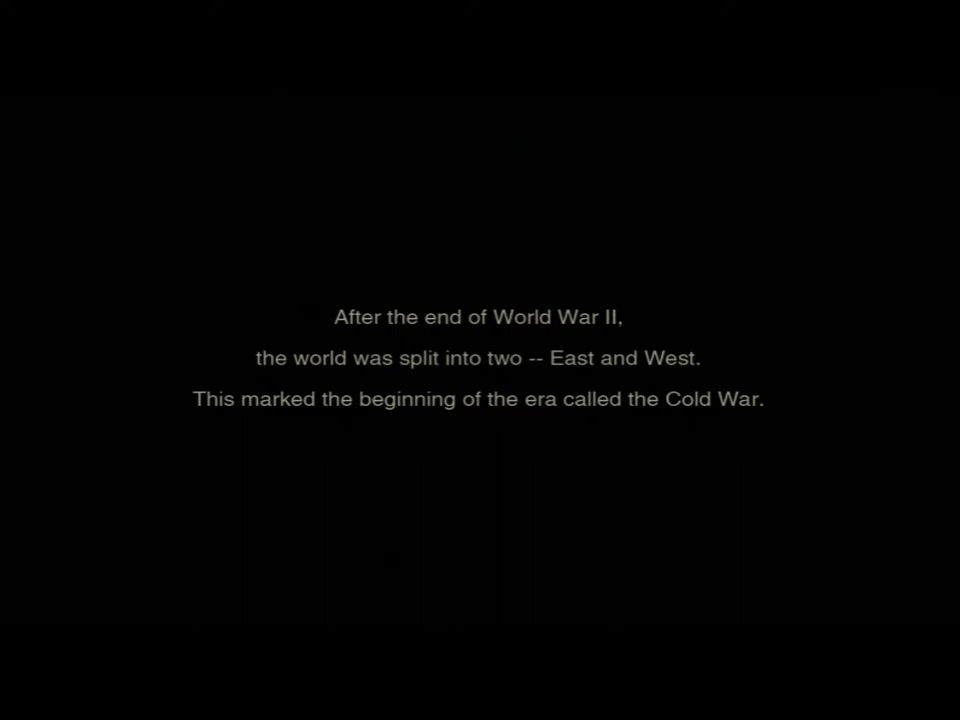 After the end of World War II,
the world was split into two -- East and West.
This marked the beginning of the era called the Cold War.